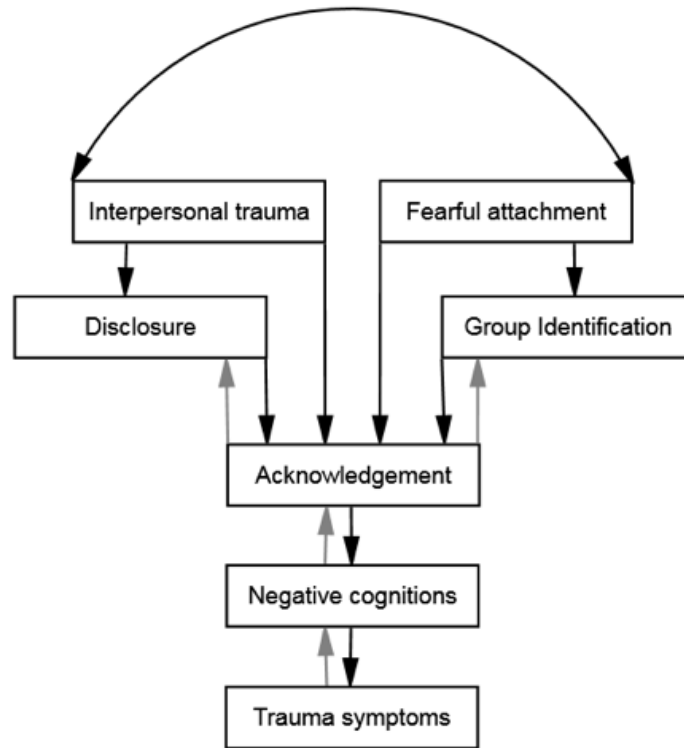 Interpersonal trauma
Fearful attachment
Disclosure
Group Identification
Acknowledgement
Negative cognitions
Trauma symptoms